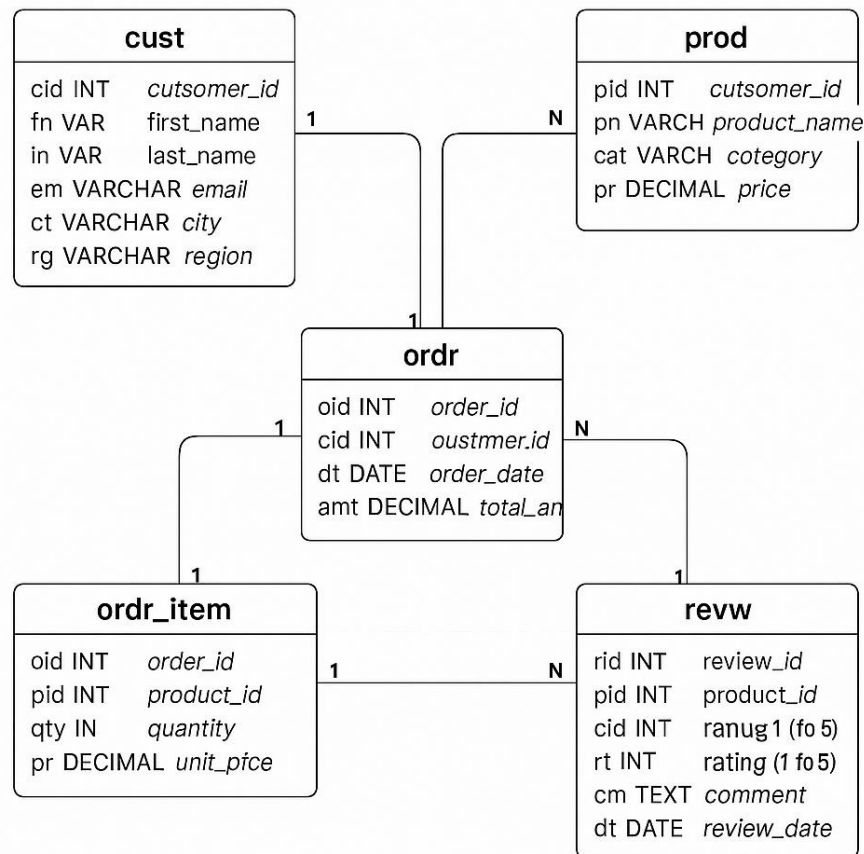 cust
cid INT cutsomer_id
fn VAR first_name
in VAR last_name
em VARCHAR email
ct VARCHAR city
rg VARCHAR region
1
N
prod
pid INT cutsomer_id
pn VARCH product_name
cat VARCH cotegory
pr DECIMAL price
1
ordr
oid INT order_id
cid INT oustmer.id
dt DATE order_date
amt DECIMAL total_an
1
N
1
1
ordr_item
oid INT order_id
pid INT product_id
qty IN quantity
pr DECIMAL unit_pfce
1
N
revw
rid INT review_id
pid INT product_id
cid INT ranug 1 (fo 5)
rt INT rating (1 fo 5)
cm TEXT comment
dt DATE review_date